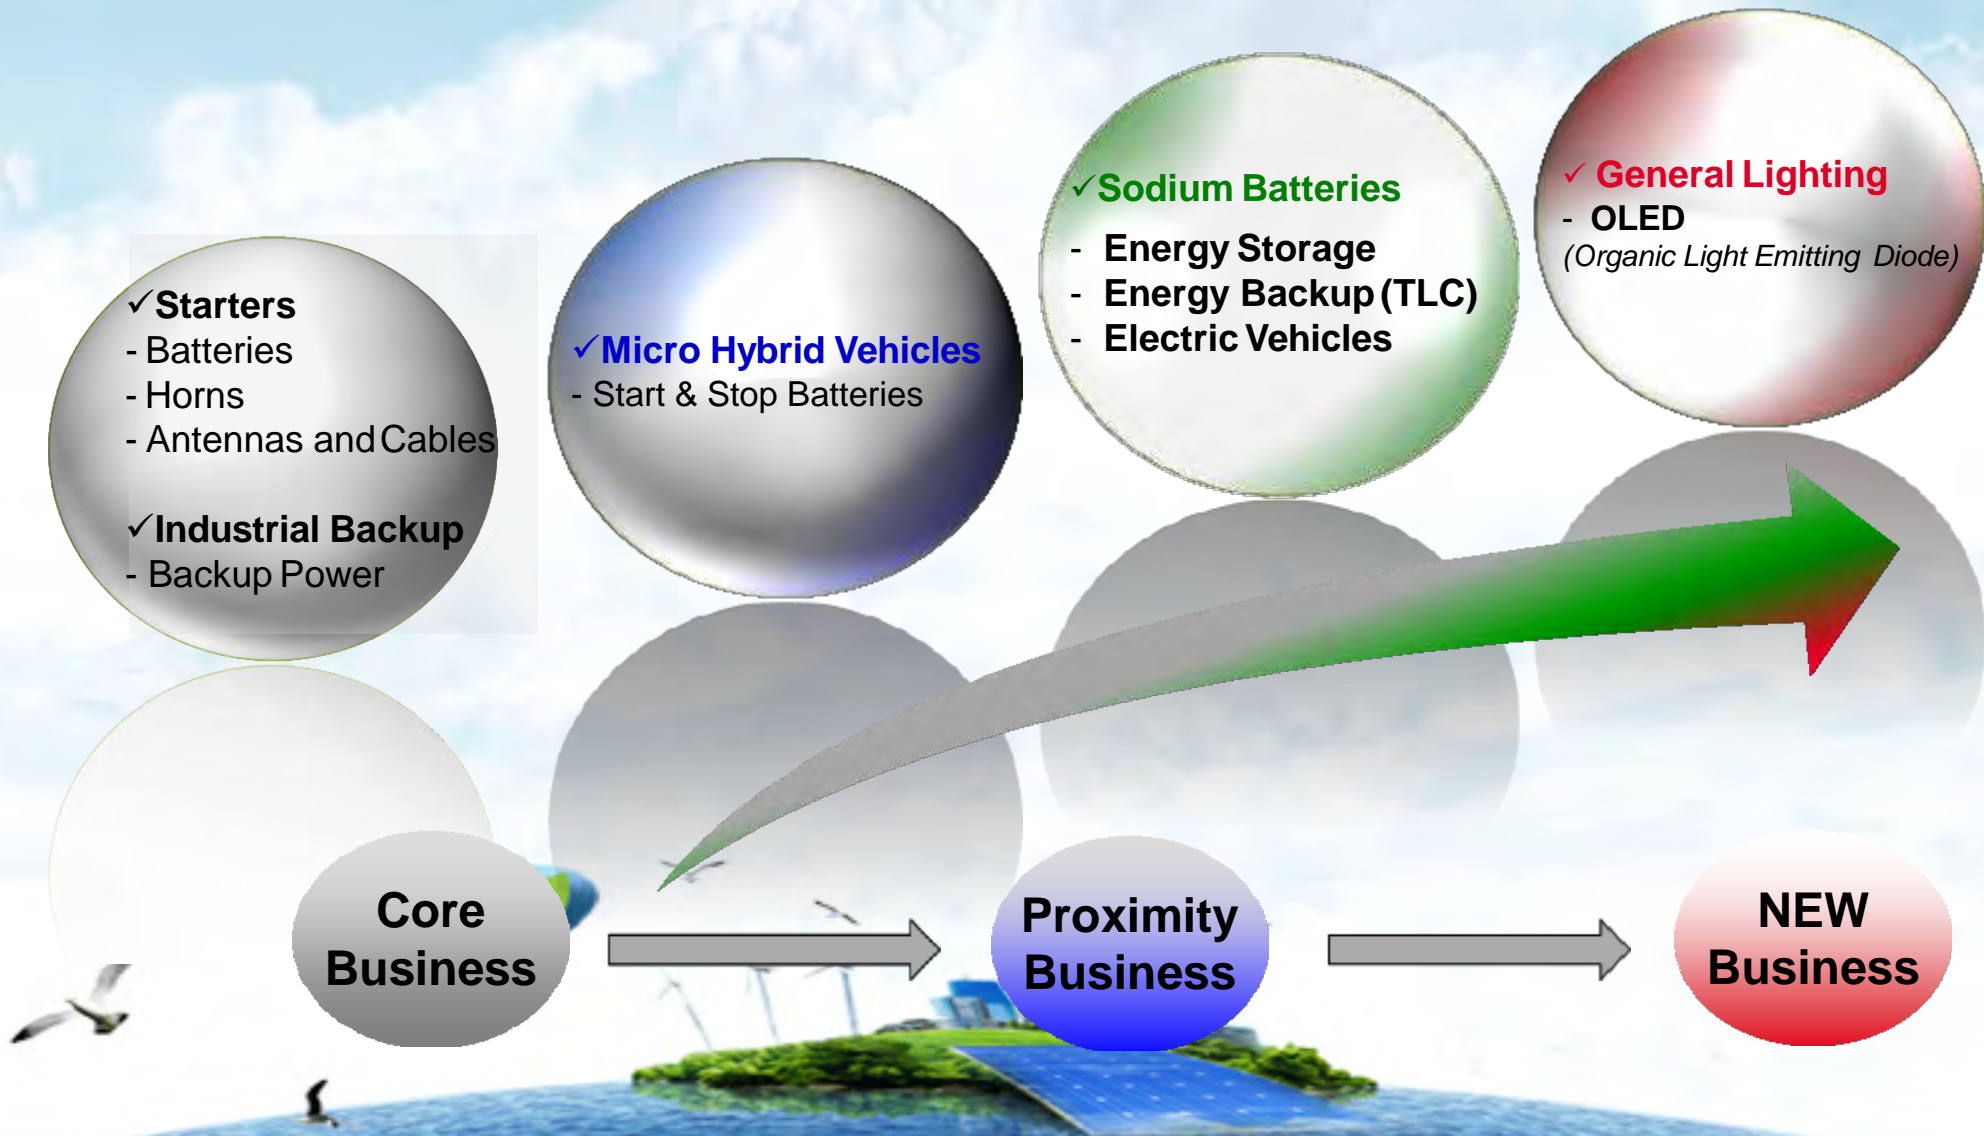 ✓Starters
- Batteries
- Horns
- Antennas and Cables
✓Industrial Backup
- Backup Power
✓Micro Hybrid Vehicles
- Start & Stop Batteries
✓Sodium Batteries
- Energy Storage
- Energy Backup (TLC)
- Electric Vehicles
✓ General Lighting
- OLED
(Organic Light Emitting Diode)
Core
Business
Proximity
Business
NEW
Business